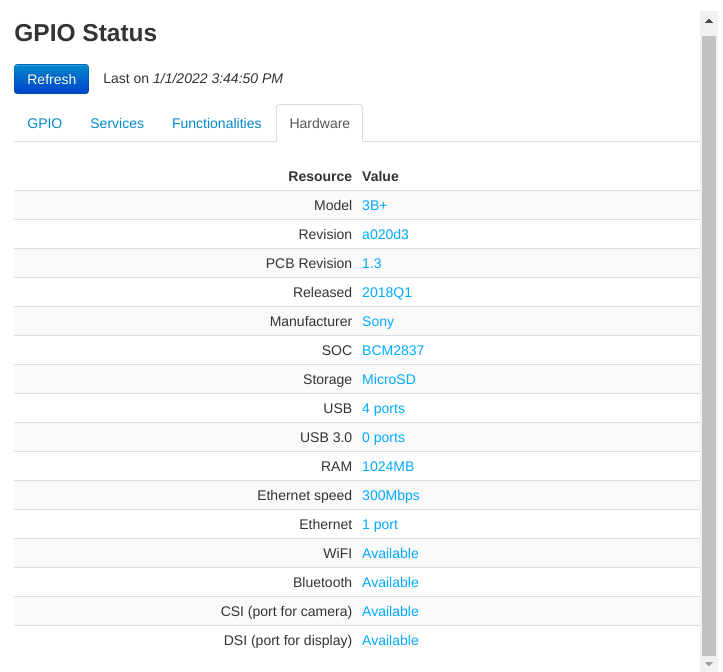 GPIO Status
Refresh Last on 1/1/2022 3:44:50 PM
GPIO Services Functionalities Hardware
Resource Value
Model 3B+
Revision a020d3
PCB Revision 1.3
Released 2018Q1
Manufacturer Sony
SOC BCM2837
Storage MicroSD
USB 4 ports
USB 3.0 0 ports
RAM 1024MB
Ethernet speed 300Mbps
Ethernet 1 port
WiFI Available
Bluetooth Available
CSI (port for camera) Available
DSI (port for display) Available